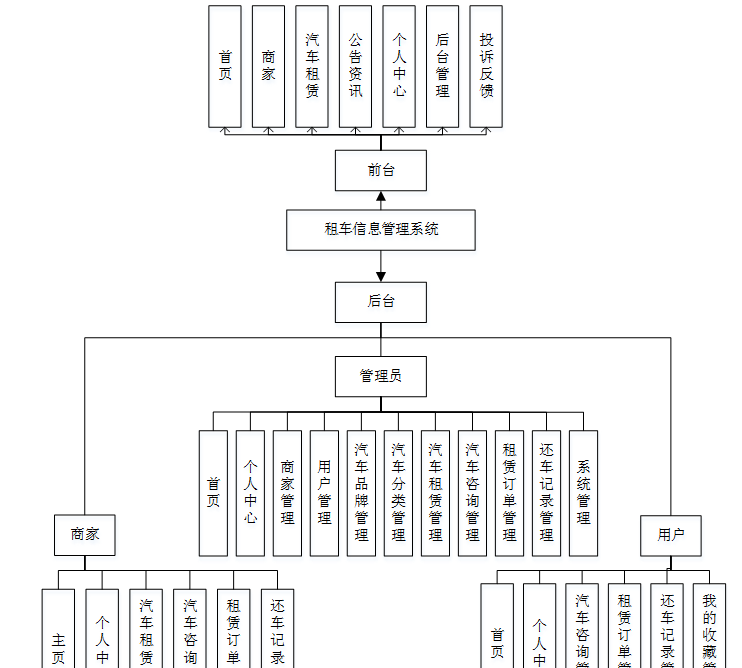 首页
商家
汽车租赁
公告资讯
个人中心
后台管理
投诉反馈
前台
租车信息管理系统
后台
管理员
首页
个人中心
商家管理
用户管理
汽车品牌管理
汽车分类管理
汽车租赁管理
汽车咨询管理
租赁订单管理
还车记录管理
系统管理
商家
用户
主页
个人中
汽车租赁
汽车咨询
租赁订单
还车记录
首页
个人中
汽车咨询管
租赁订单管
还车记录管
我的收藏管